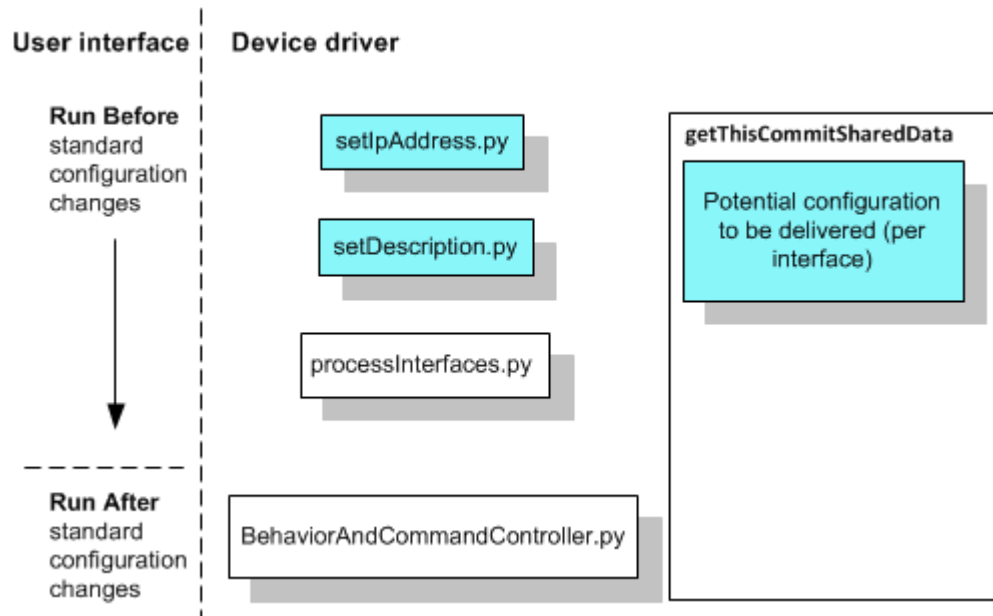 User interface
Device driver
Run Before
standard
configuration
changes
setIpAddress.py
setDescription.py
processInterfaces.py
getThisCommitSharedData
Potential configuration
to be delivered (per
interface)
Run After
standard
configuration
changes
BehaviorAndCommandController.py